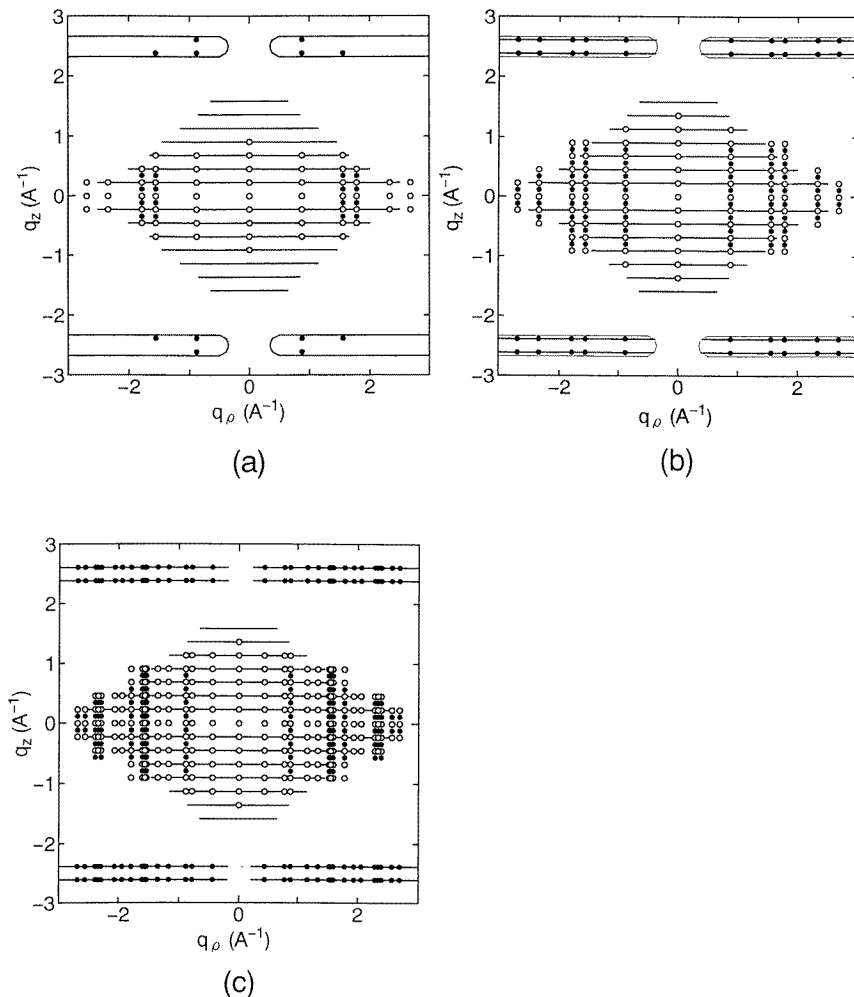 3
2
1
0
−1
−2
−3
q_z (A⁻¹)
−2 0 2
q_ρ (A⁻¹)
(a)
3
2
1
0
−1
−2
−3
q_z (A⁻¹)
−2 0 2
q_ρ (A⁻¹)
(b)
3
2
1
0
−1
−2
−3
q_z (A⁻¹)
−2 0 2
q_ρ (A⁻¹)
(c)